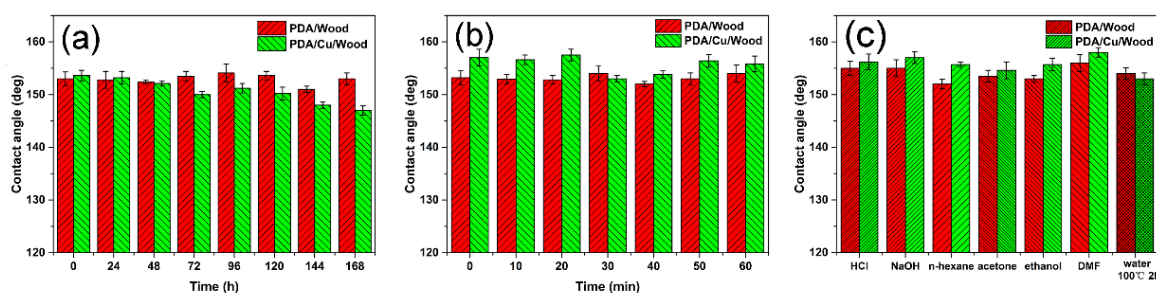 (a)
PDA/Wood
PDA/Cu/Wood
Contact angle (deg)
160
150
140
130
120
0 24 48 72 96 120 144 168
Time (h)
(b)
PDA/Wood
PDA/Cu/Wood
Contact angle (deg)
160
150
140
130
120
0 10 20 30 40 50 60
Time (min)
(c)
PDA/Wood
PDA/Cu/Wood
Contact angle (deg)
160
150
140
130
120
HCl NaOH n-hexane acetone ethanol DMF water
100℃